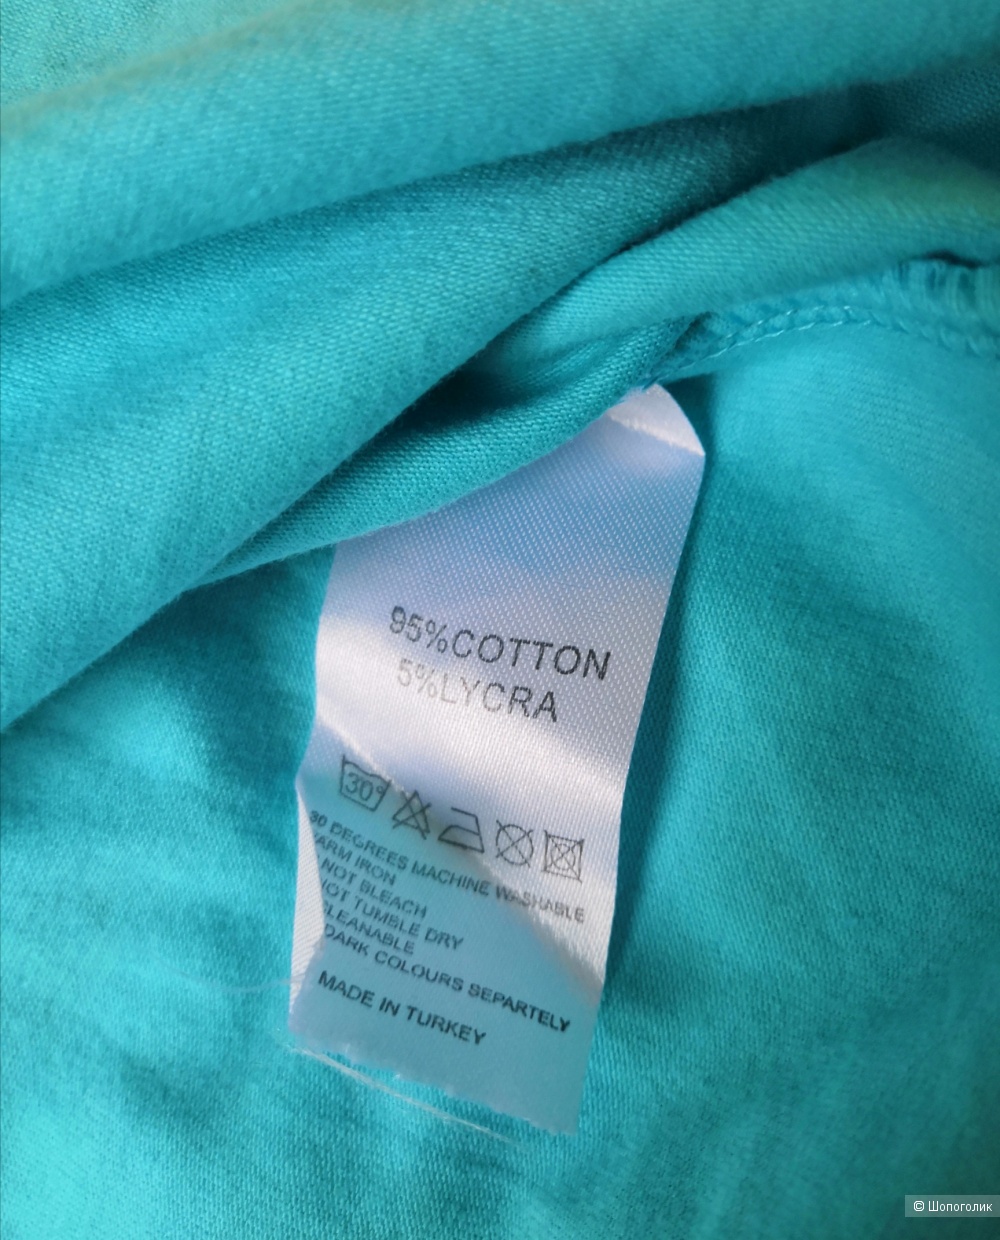 95%COTTON
5%LYCRA
30°
30 DEGREES MACHINE WASHABLE
ARM IRON
NOT BLEACH
NOT TUMBLE DRY
CLEANABLE
DARK COLOURS SEPARTELY
MADE IN TURKEY
© Шопоголик